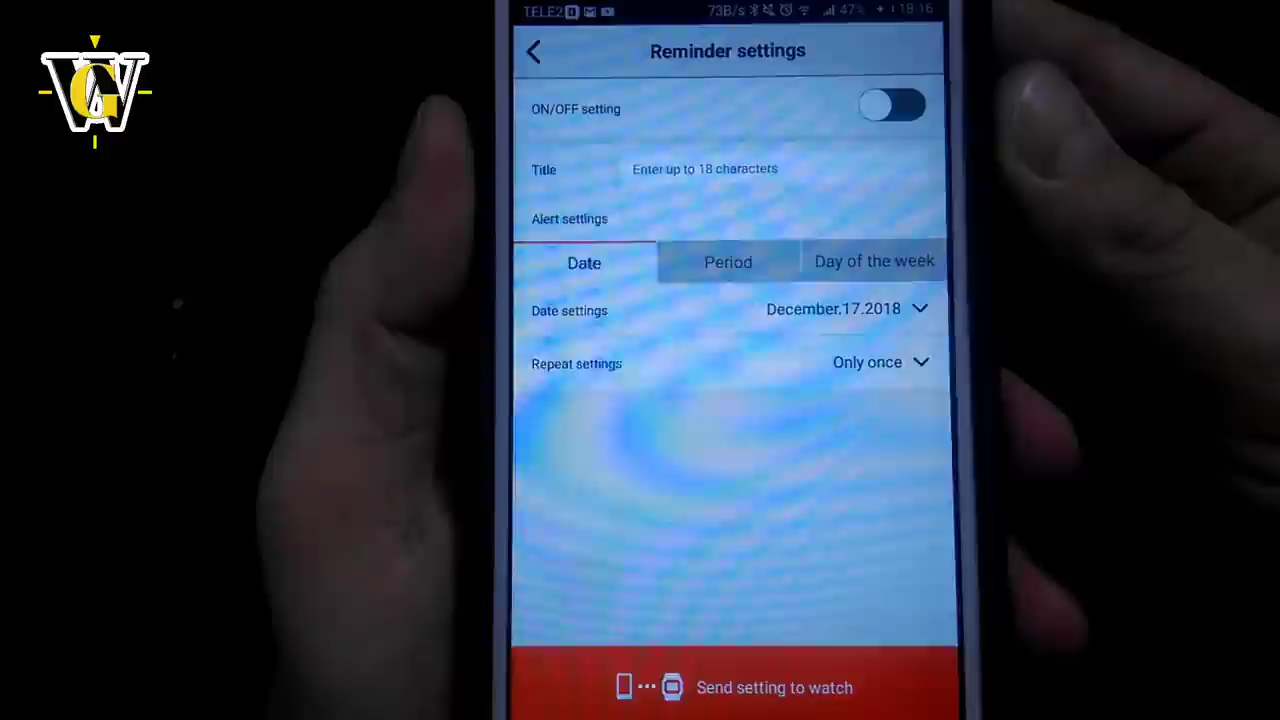 TELE2
73B/s 47% 18:16
WG
Reminder settings
ON/OFF setting
Title Enter up to 18 characters
Alert settings
Date Period Day of the week
Date settings December.17.2018
Repeat settings Only once
Send setting to watch